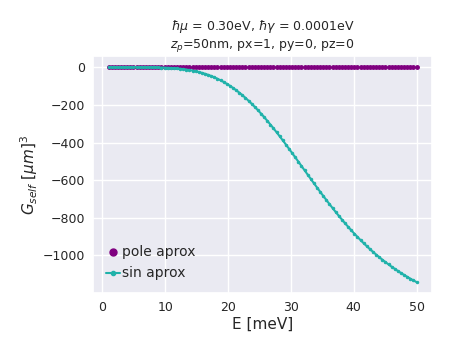 ℏμ = 0.30eV, ℏγ = 0.0001eV
z_p=50nm, px=1, py=0, pz=0
0
−200
−400
−600
−800
−1000
G_self [μm]³
pole aprox
sin aprox
0 10 20 30 40 50
E [meV]